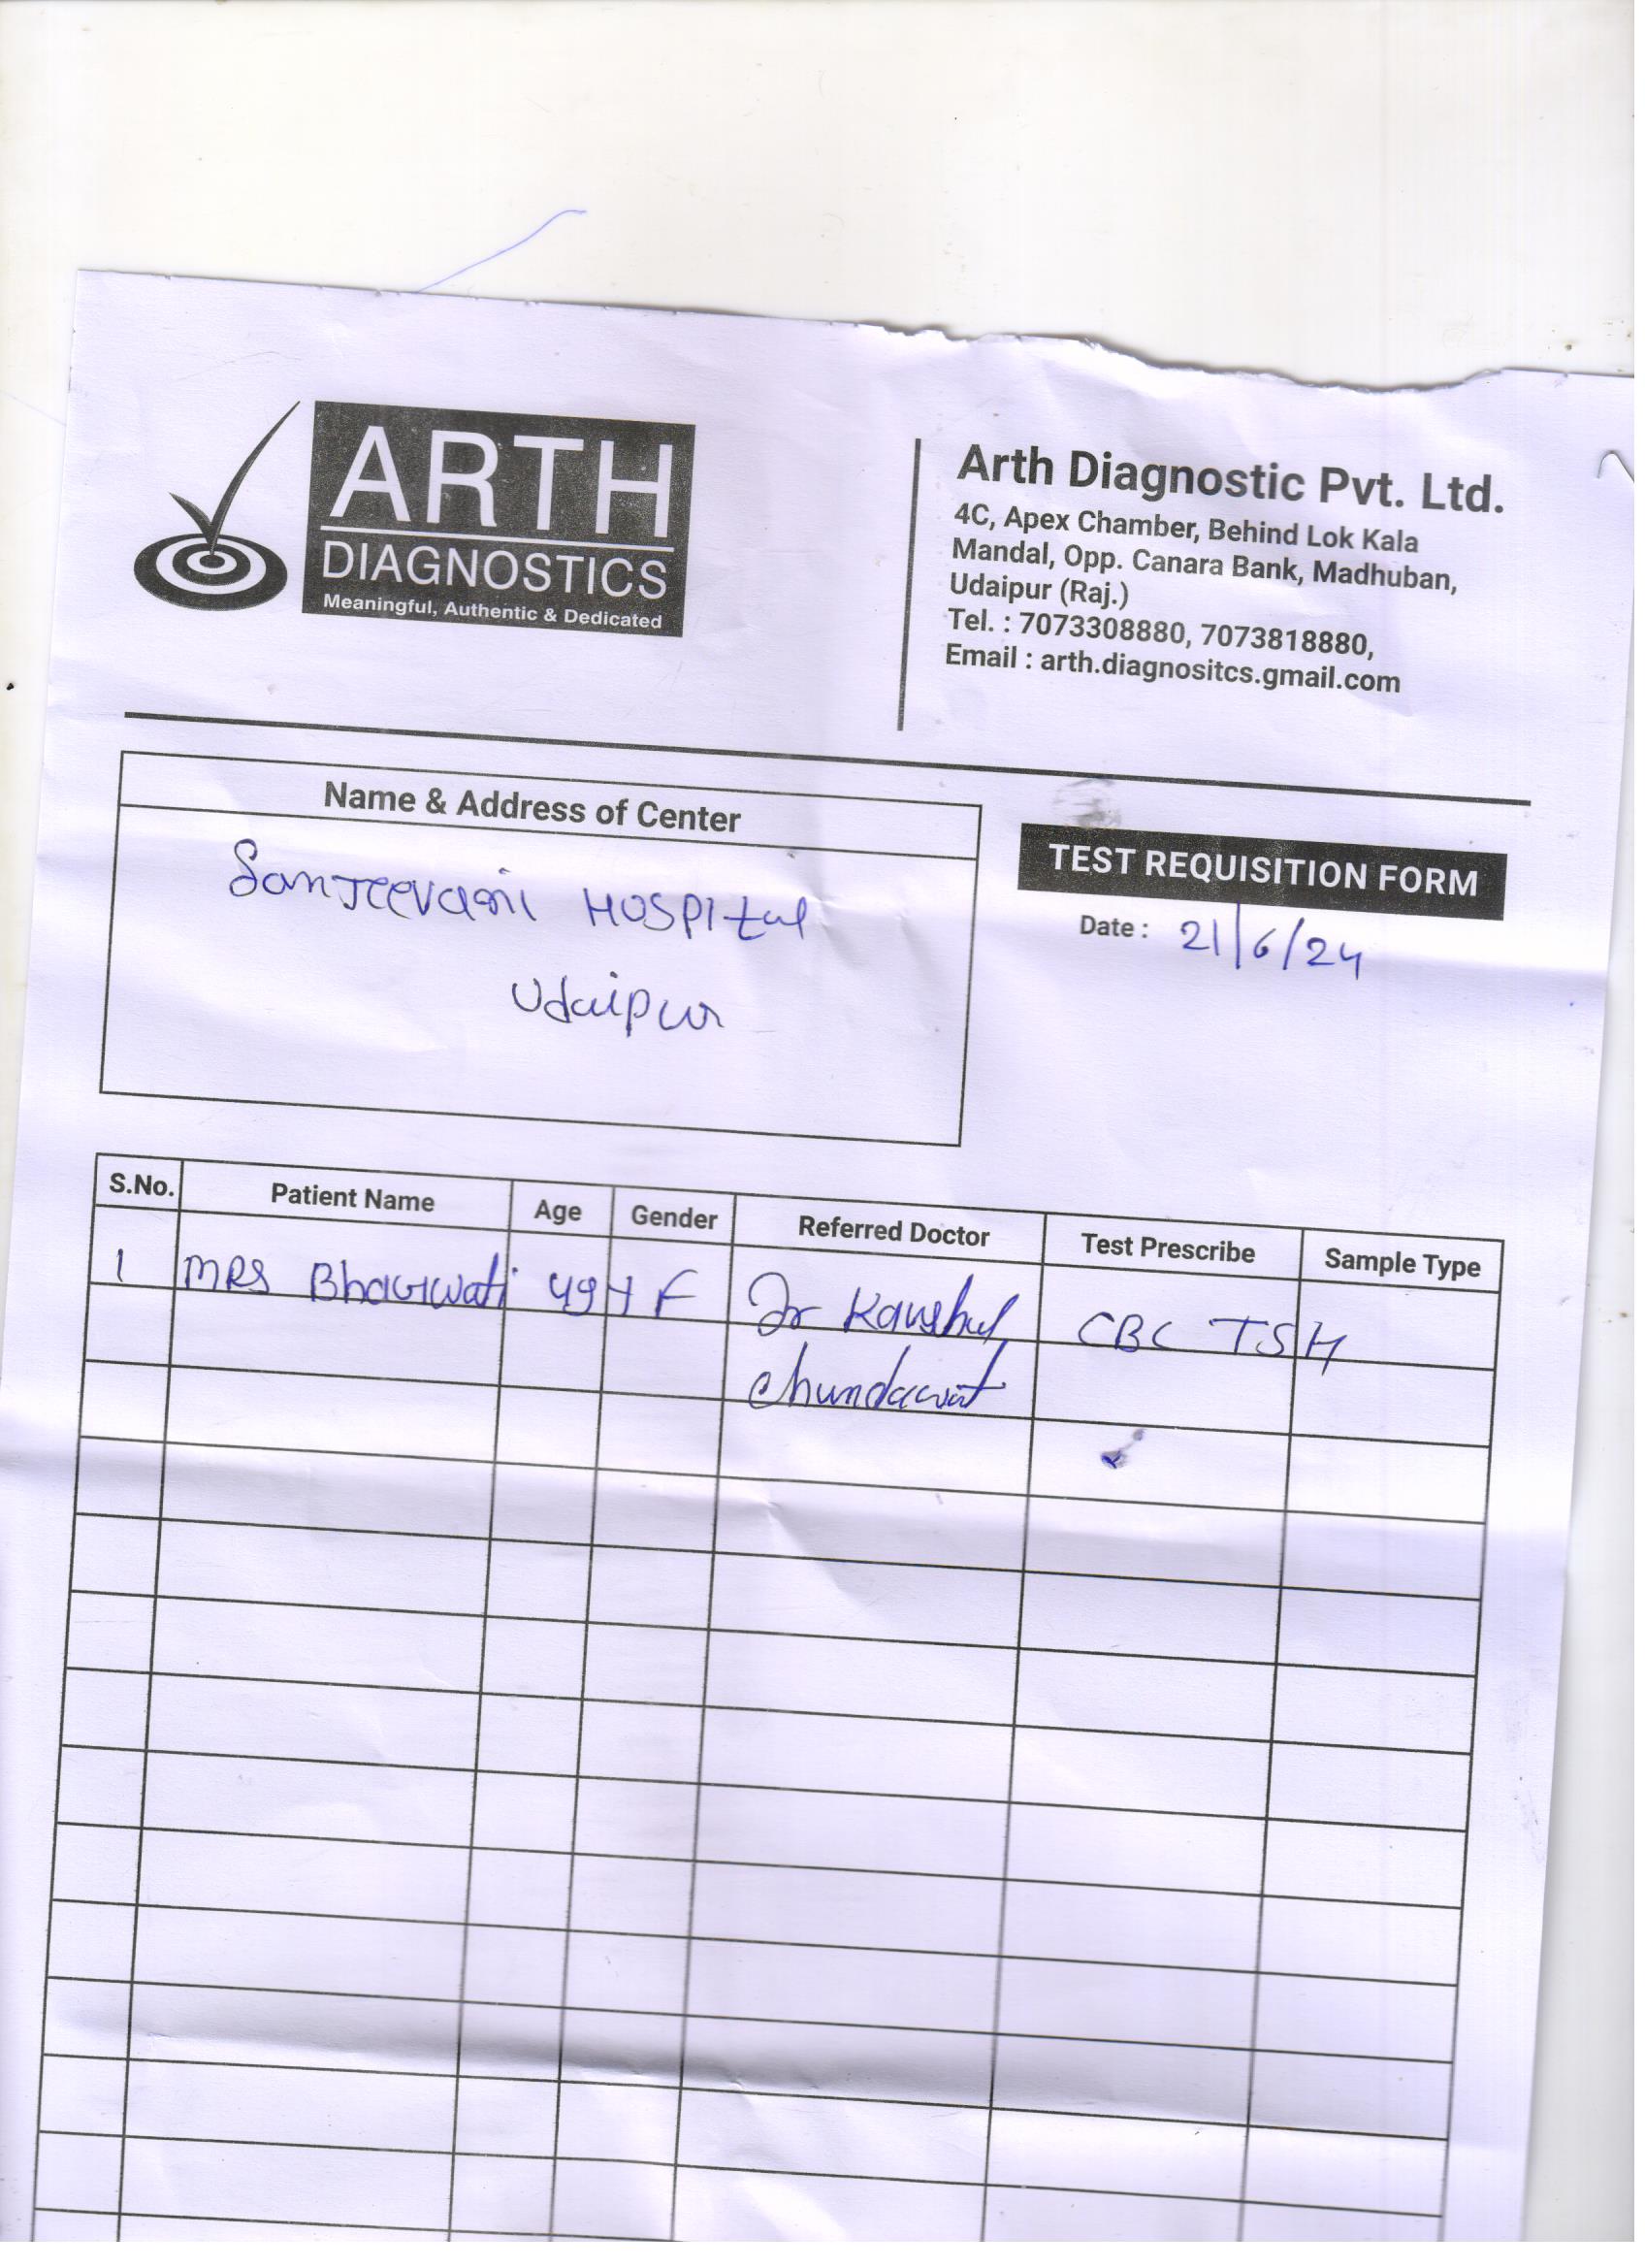 ARTH
DIAGNOSTICS
Meaningful, Authentic & Dedicated
Arth Diagnostic Pvt. Ltd.
4C, Apex Chamber, Behind Lok Kala
Mandal, Opp. Canara Bank, Madhuban,
Udaipur (Raj.)
Tel. : 7073308880, 7073818880,
Email : arth.diagnositcs.gmail.com
Name & Address of Center
Sanjeevani Hospital
Udaipur
TEST REQUISITION FORM
Date : 21/6/24
S.No. Patient Name Age Gender Referred Doctor Test Prescribe Sample Type
1 MRS Bhagwati 49Y F Dr Kaushal CBC TSH
Chundawat